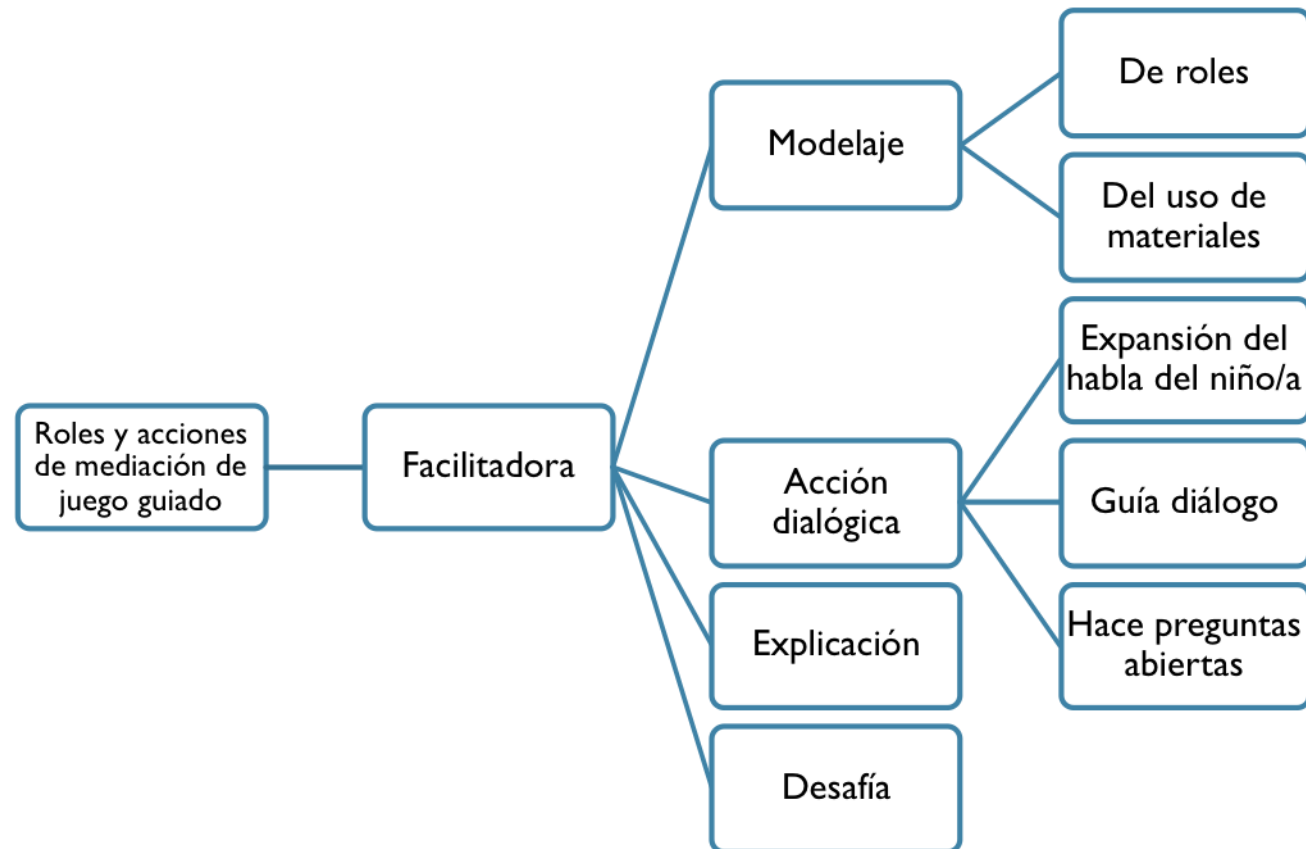 Roles y acciones
de mediación de
juego guiado
Facilitadora
Modelaje
De roles
Del uso de
materiales
Acción
dialógica
Expansión del
habla del niño/a
Guía diálogo
Hace preguntas
abiertas
Explicación
Desafía